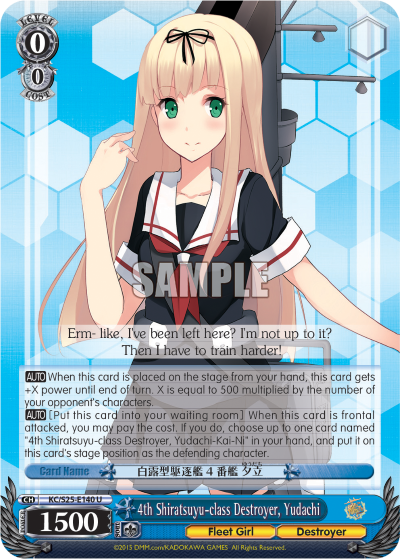 LEVEL
0
0
COST
SAMPLE
Erm- like, I've been left here? I'm not up to it?
Then I have to train harder!
AUTO When this card is placed on the stage from your hand, this card gets
+X power until end of turn. X is equal to 500 multiplied by the number of
your opponent's characters.
AUTO [Put this card into your waiting room] When this card is frontal
attacked, you may pay the cost. If you do, choose up to one card named
"4th Shiratsuyu-class Destroyer, Yudachi-Kai-Ni" in your hand, and put it on
this card's stage position as the defending character.
Card Name
白露型駆逐艦 4 番艦 夕立
ゆうだち
CH
KC/S25-E140 U
4th Shiratsuyu-class Destroyer, Yudachi
POWER
1500
SOUL
Fleet Girl
Destroyer
©2015 DMM.com/KADOKAWA GAMES All Rights Reserved.